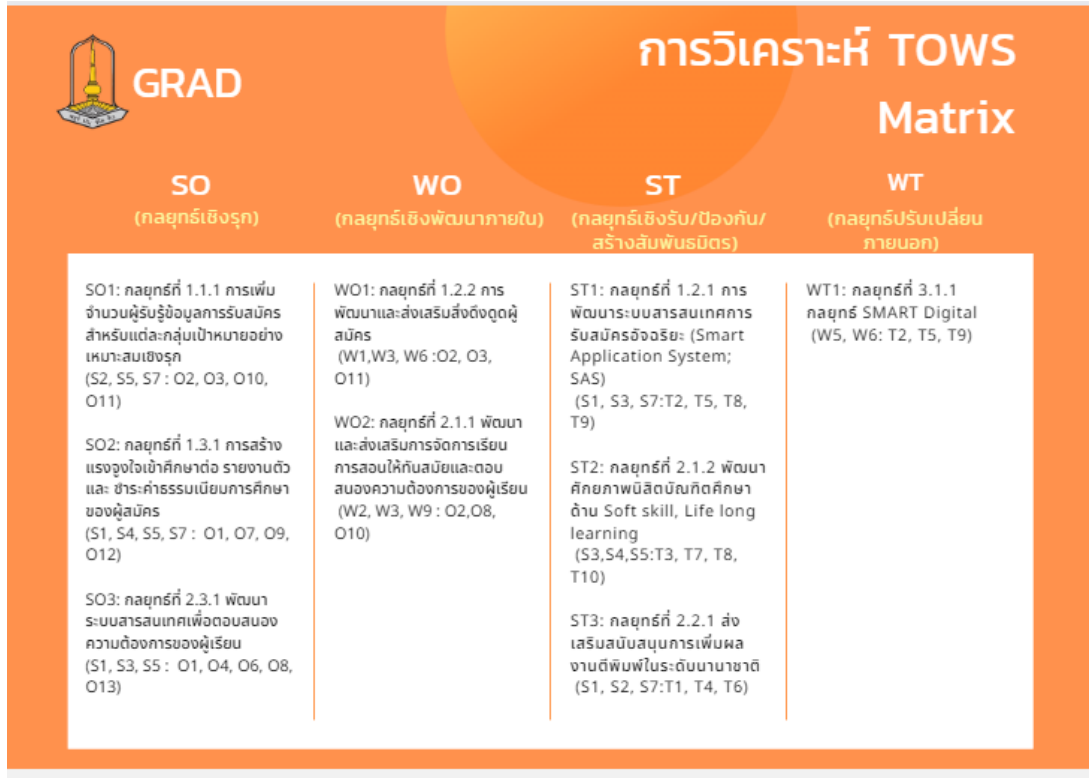 GRAD
การวิเคราะห์ TOWS
Matrix
SO
(กลยุทธ์เชิงรุก)
WO
(กลยุทธ์เชิงพัฒนาภายใน)
ST
(กลยุทธ์เชิงรับ/ป้องกัน/
สร้างสัมพันธมิตร)
WT
(กลยุทธ์ปรับเปลี่ยน
ภายนอก)
SO1: กลยุทธ์ที่ 1.1.1 การเพิ่ม
จำนวนผู้รับรู้ข้อมูลการรับสมัคร
สำหรับแต่ละกลุ่มเป้าหมายอย่าง
เหมาะสมเชิงรุก
(S2, S5, S7 : O2, O3, O10,
O11)
SO2: กลยุทธ์ที่ 1.3.1 การสร้าง
แรงจูงใจเข้าศึกษาต่อ รายงานตัว
และ ชำระค่าธรรมเนียมการศึกษา
ของผู้สมัคร
(S1, S4, S5, S7 : O1, O7, O9,
O12)
SO3: กลยุทธ์ที่ 2.3.1 พัฒนา
ระบบสารสนเทศเพื่อตอบสนอง
ความต้องการของผู้เรียน
(S1, S3, S5 : O1, O4, O6, O8,
O13)
WO1: กลยุทธ์ที่ 1.2.2 การ
พัฒนาและส่งเสริมสิ่งดึงดูดผู้
สมัคร
(W1,W3, W6 :O2, O3,
O11)
WO2: กลยุทธ์ที่ 2.1.1 พัฒนา
และส่งเสริมการจัดการเรียน
การสอนให้ทันสมัยและตอบ
สนองความต้องการของผู้เรียน
(W2, W3, W9 : O2,O8,
O10)
ST1: กลยุทธ์ที่ 1.2.1 การ
พัฒนาระบบสารสนเทศการ
รับสมัครอัจฉริยะ (Smart
Application System;
SAS)
(S1, S3, S7:T2, T5, T8,
T9)
ST2: กลยุทธ์ที่ 2.1.2 พัฒนา
ศักยภาพนิสิตบัณฑิตศึกษา
ด้าน Soft skill, Life long
learning
(S3,S4,S5:T3, T7, T8,
T10)
ST3: กลยุทธ์ที่ 2.2.1 ส่ง
เสริมสนับสนุนการเพิ่มผล
งานตีพิมพ์ในระดับนานาชาติ
(S1, S2, S7:T1, T4, T6)
WT1: กลยุทธ์ที่ 3.1.1
กลยุทธ์ SMART Digital
(W5, W6: T2, T5, T9)